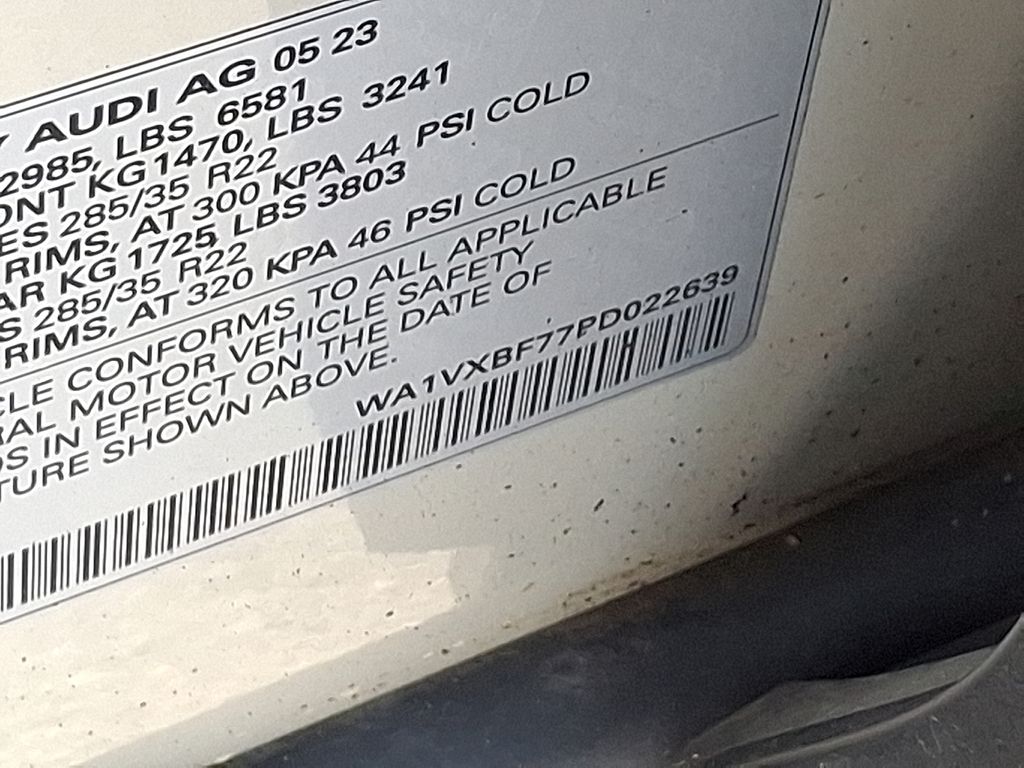 Y AUDI AG 05 23
2985, LBS 6581
ONT KG1470, LBS 3241
ES 285/35 R22
RIMS, AT 300 KPA 44 PSI COLD
AR KG 1725, LBS 3803
S 285/35 R22
RIMS, AT 320 KPA 46 PSI COLD
CLE CONFORMS TO ALL APPLICABLE
RAL MOTOR VEHICLE SAFETY
DS IN EFFECT ON THE DATE OF
TURE SHOWN ABOVE.
WA1VXBF77PD022639